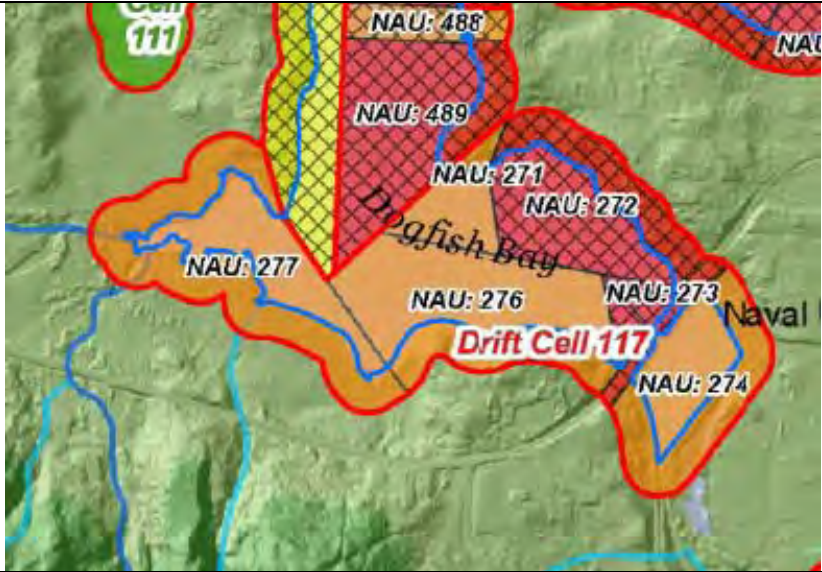 Cell
111
NAU: 488
NAU
NAU: 489
NAU: 271
NAU: 272
Dogfish Bay
NAU: 277
NAU: 276
NAU: 273
Naval
Drift Cell 117
NAU: 274